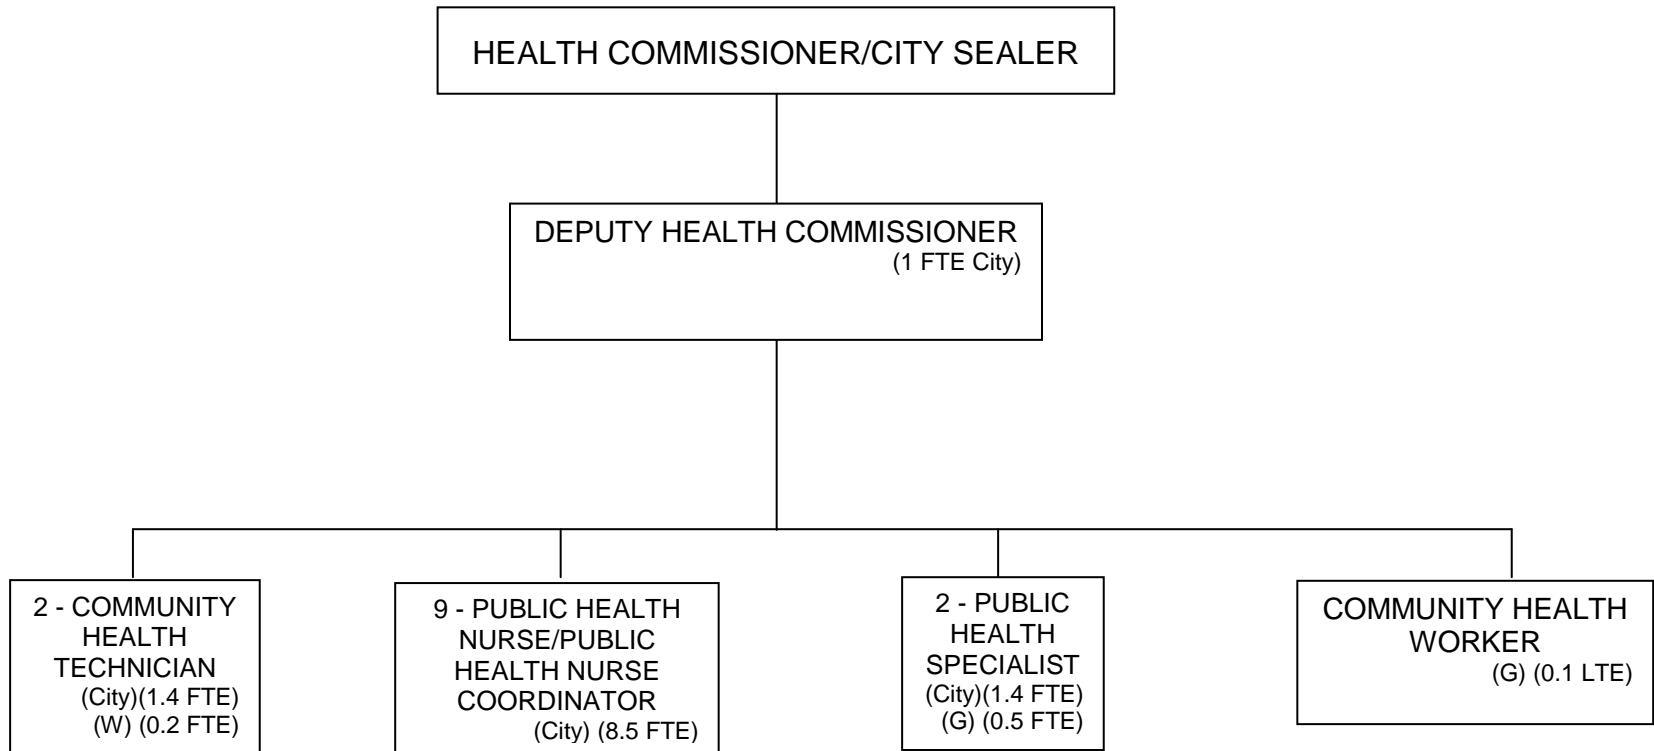 HEALTH COMMISSIONER/CITY SEALER
DEPUTY HEALTH COMMISSIONER
(1 FTE City)
2 - COMMUNITY
HEALTH
TECHNICIAN
(City)(1.4 FTE)
(W) (0.2 FTE)
9 - PUBLIC HEALTH
NURSE/PUBLIC
HEALTH NURSE
COORDINATOR
(City) (8.5 FTE)
2 - PUBLIC
HEALTH
SPECIALIST
(City)(1.4 FTE)
(G) (0.5 FTE)
COMMUNITY HEALTH
WORKER
(G) (0.1 LTE)